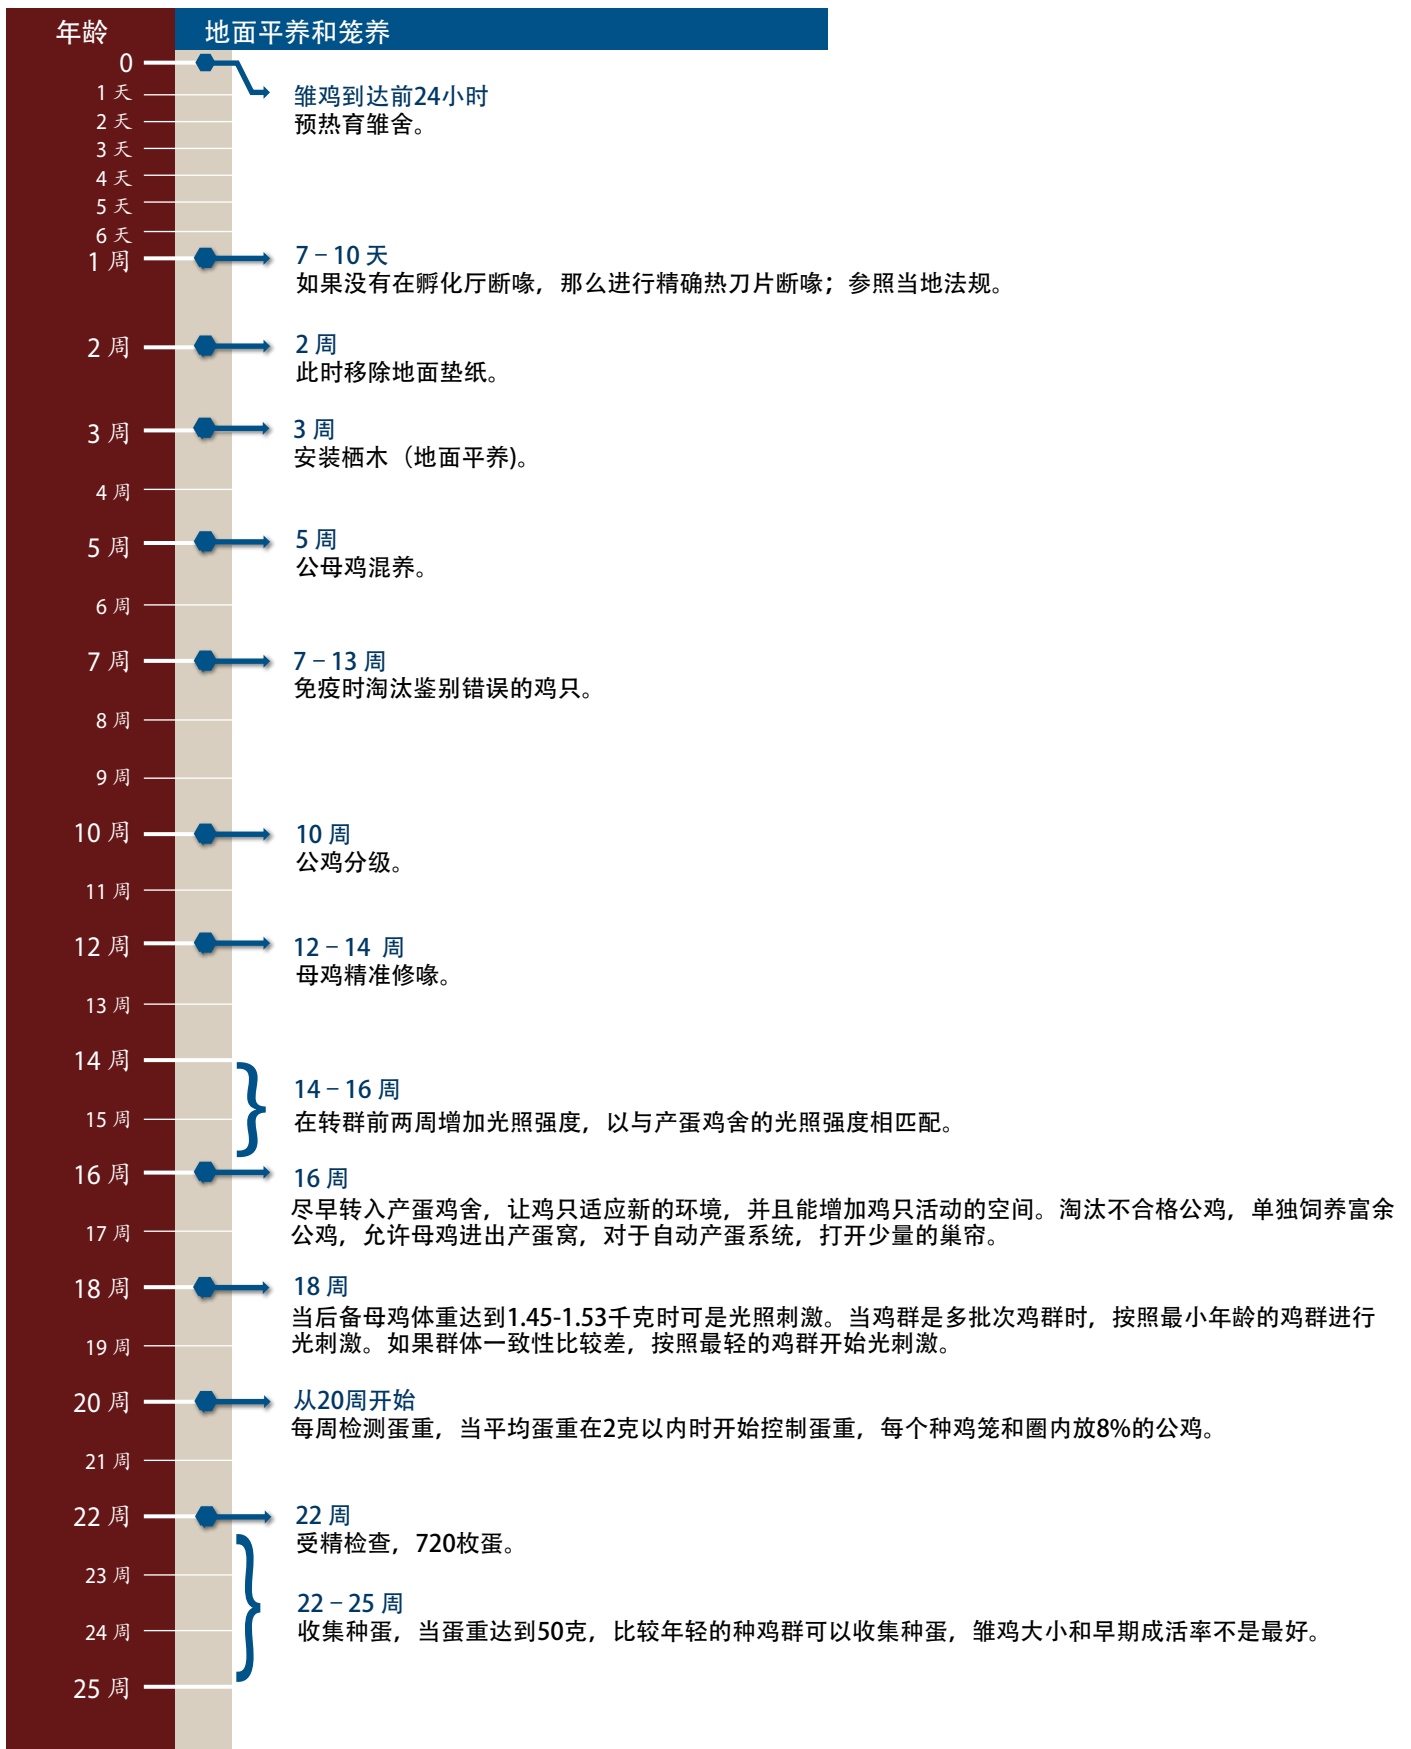 年龄
地面平养和笼养
0
雏鸡到达前24小时
1 天
预热育雏舍。
2 天
3 天
4 天
5 天
6 天
1 周
7 – 10 天
如果没有在孵化厅断喙，那么进行精确热刀片断喙；参照当地法规。
2 周
2 周
此时移除地面垫纸。
3 周
3 周
安装栖木（地面平养)。
4 周
5 周
5 周
公母鸡混养。
6 周
7 周
7 – 13 周
免疫时淘汰鉴别错误的鸡只。
8 周
9 周
10 周
10 周
公鸡分级。
11 周
12 周
12 – 14 周
母鸡精准修喙。
13 周
14 周
14 – 16 周
15 周
在转群前两周增加光照强度，以与产蛋鸡舍的光照强度相匹配。
16 周
16 周
尽早转入产蛋鸡舍，让鸡只适应新的环境，并且能增加鸡只活动的空间。淘汰不合格公鸡，单独饲养富余
17 周
公鸡，允许母鸡进出产蛋窝，对于自动产蛋系统，打开少量的巢帘。
18 周
18 周
当后备母鸡体重达到1.45-1.53千克时可是光照刺激。当鸡群是多批次鸡群时，按照最小年龄的鸡群进行
19 周
光刺激。如果群体一致性比较差，按照最轻的鸡群开始光刺激。
20 周
从20周开始
每周检测蛋重，当平均蛋重在2克以内时开始控制蛋重，每个种鸡笼和圈内放8%的公鸡。
21 周
22 周
22 周
受精检查，720枚蛋。
23 周
22 – 25 周
24 周
收集种蛋，当蛋重达到50克，比较年轻的种鸡群可以收集种蛋，雏鸡大小和早期成活率不是最好。
25 周